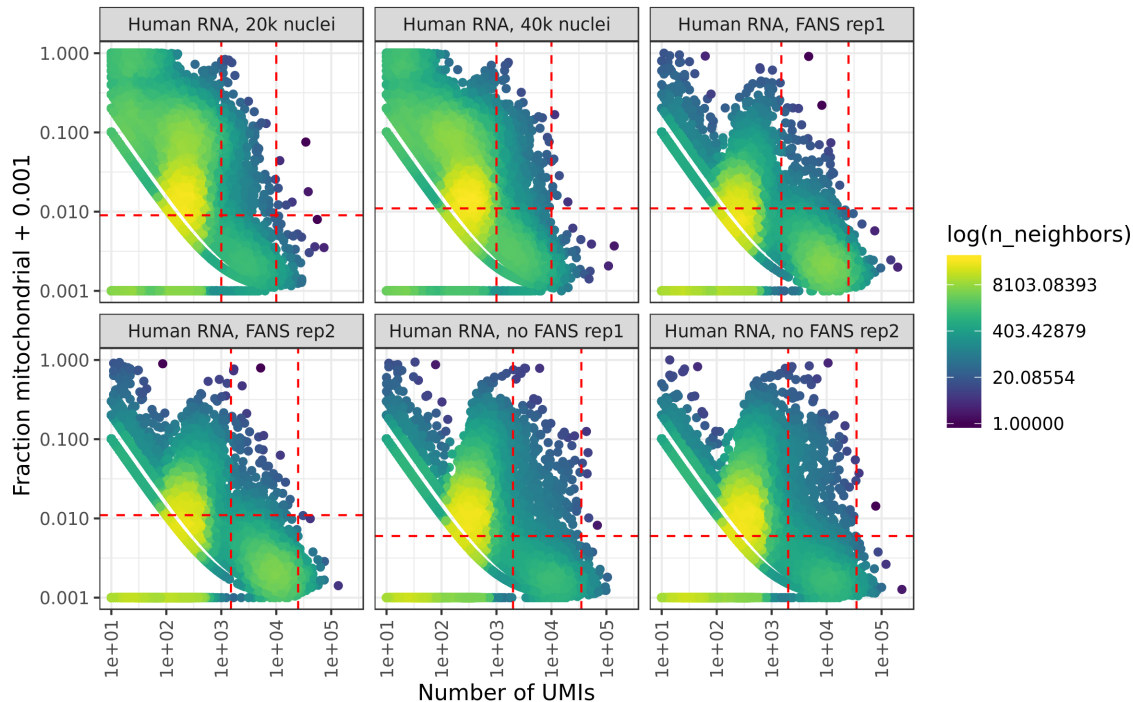 Human RNA, 20k nuclei
Human RNA, 40k nuclei
Human RNA, FANS rep1
1.000
0.100
0.010
0.001
Human RNA, FANS rep2
Human RNA, no FANS rep1
Human RNA, no FANS rep2
1.000
0.100
0.010
0.001
1e+01
1e+02
1e+03
1e+04
1e+05
1e+01
1e+02
1e+03
1e+04
1e+05
1e+01
1e+02
1e+03
1e+04
1e+05
Number of UMIs
Fraction mitochondrial + 0.001
log(n_neighbors)
8103.08393
403.42879
20.08554
1.00000